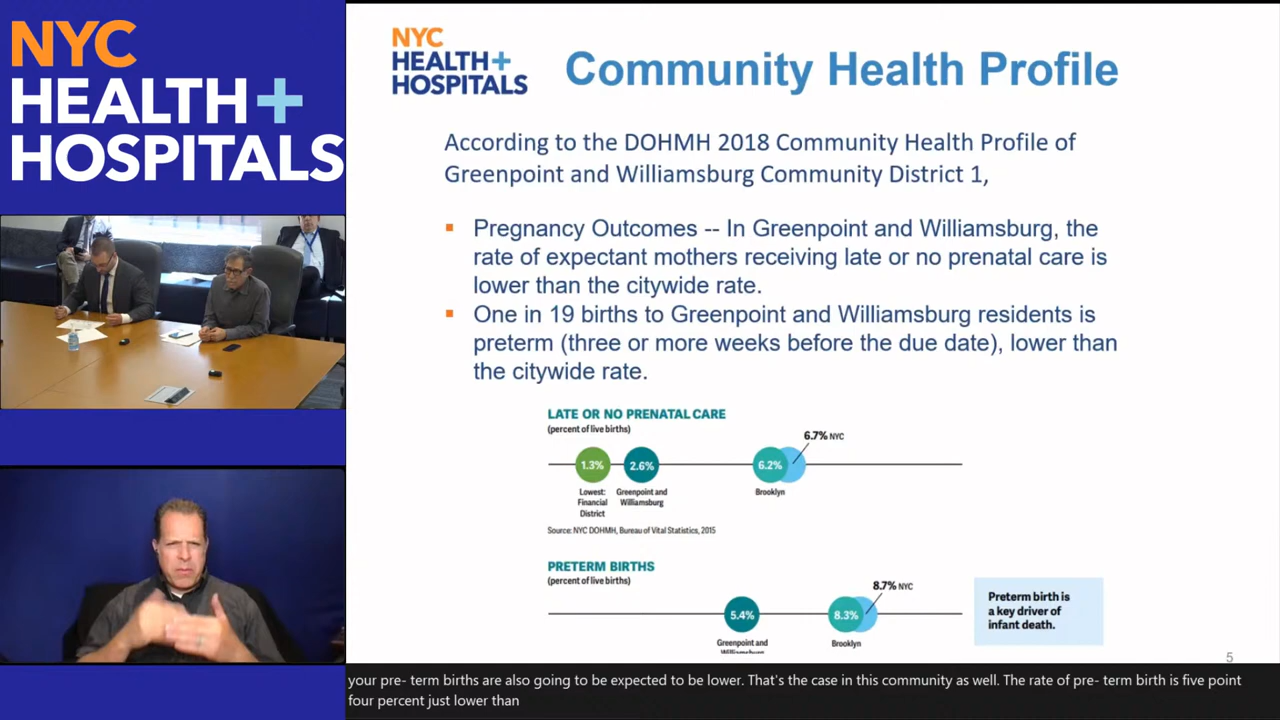 NYC
HEALTH+
HOSPITALS
NYC
HEALTH+
HOSPITALS
Community Health Profile
According to the DOHMH 2018 Community Health Profile of
Greenpoint and Williamsburg Community District 1,
Pregnancy Outcomes -- In Greenpoint and Williamsburg, the
rate of expectant mothers receiving late or no prenatal care is
lower than the citywide rate.
One in 19 births to Greenpoint and Williamsburg residents is
preterm (three or more weeks before the due date), lower than
the citywide rate.
LATE OR NO PRENATAL CARE
(percent of live births)
6.7% NYC
1.3%
2.6%
6.2%
Lowest:
Financial
District
Greenpoint and
Williamsburg
Brooklyn
Source: NYC DOHMH, Bureau of Vital Statistics, 2015
PRETERM BIRTHS
(percent of live births)
8.7% NYC
5.4%
8.3%
Greenpoint and
Brooklyn
Preterm birth is
a key driver of
infant death.
5
your pre- term births are also going to be expected to be lower. That's the case in this community as well. The rate of pre- term birth is five point
four percent just lower than